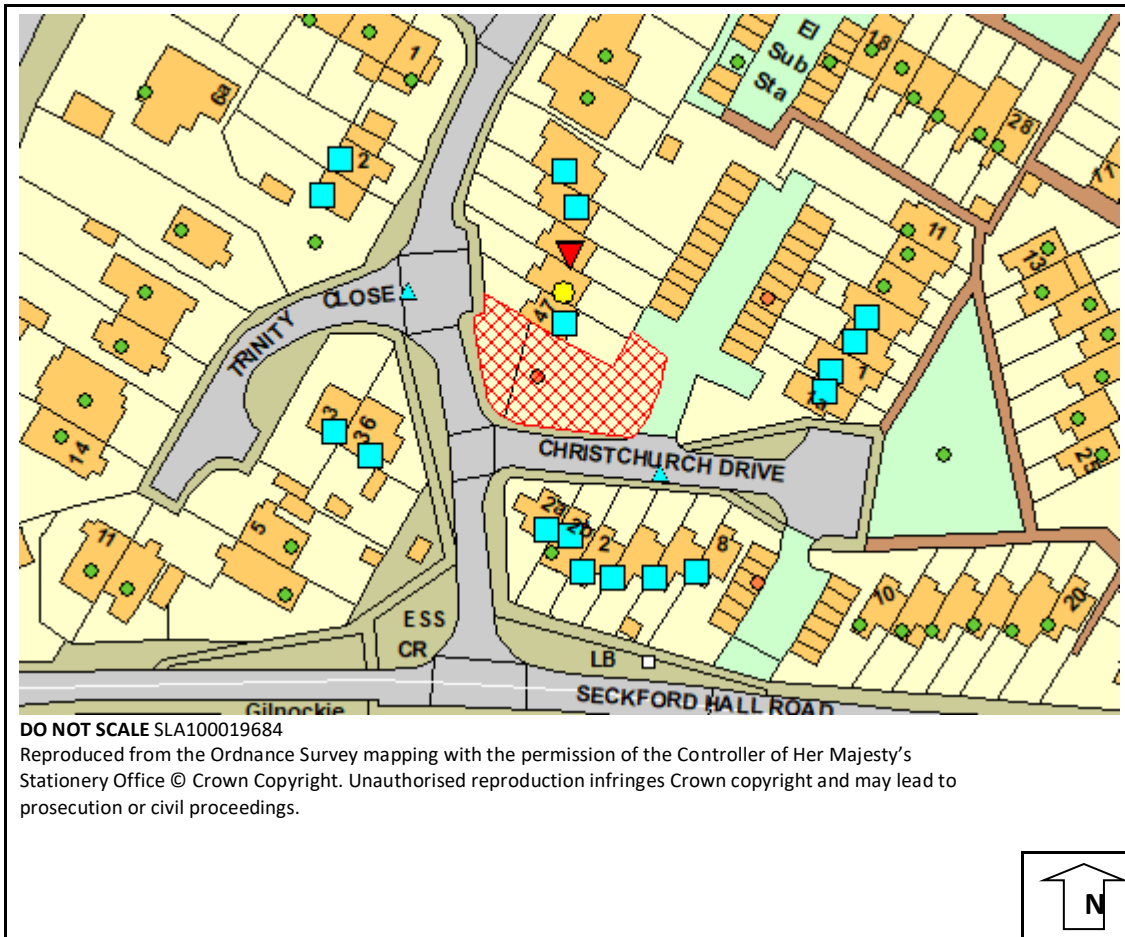 1
El
Sub
Sta
18
28
69
2
11
11
13
CLOSE
TRINITY
47
1
1a
3
36
14
CHRISTCHURCH DRIVE
25
2a
2b
2
8
5
11
10
20
ESS
CR
LB
SECKFORD HALL ROAD
Gilnockie
DO NOT SCALE SLA100019684
Reproduced from the Ordnance Survey mapping with the permission of the Controller of Her Majesty’s
Stationery Office © Crown Copyright. Unauthorised reproduction infringes Crown copyright and may lead to
prosecution or civil proceedings.
N